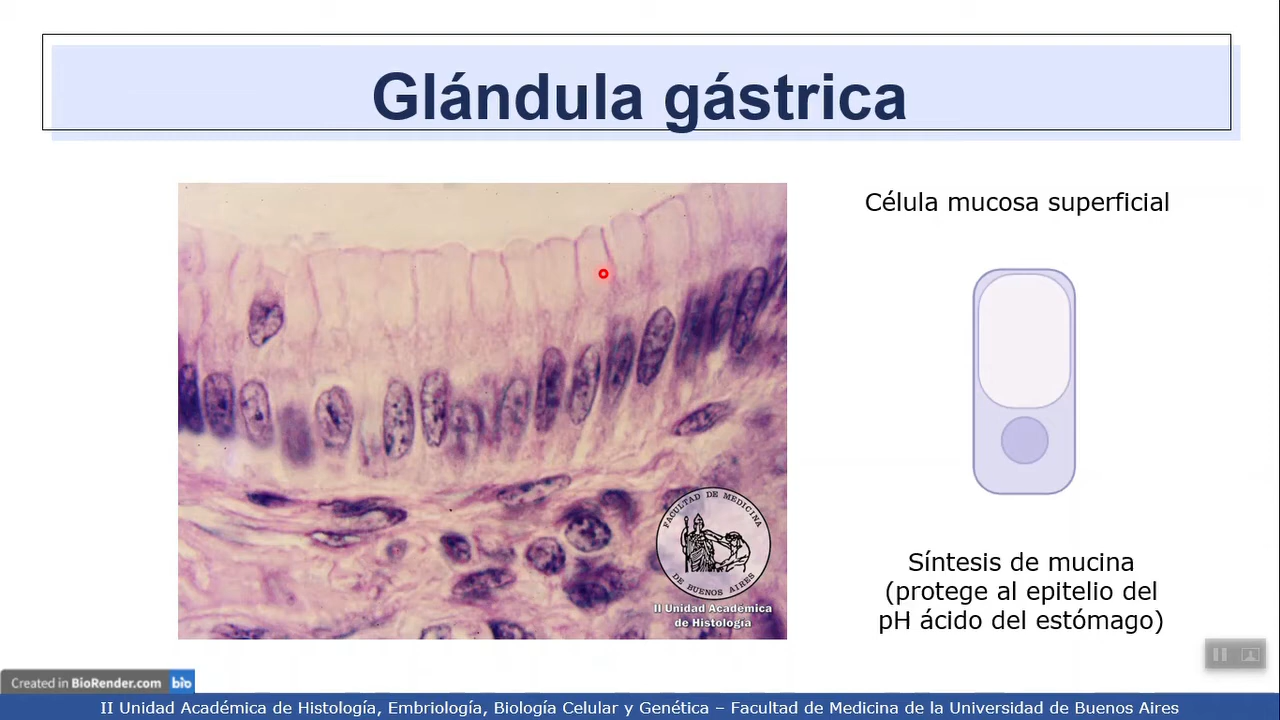 Glándula gástrica
Célula mucosa superficial
FACULTAD DE MEDICINA
DE BUENOS AIRES
II Unidad Académica
de Histología
Síntesis de mucina
(protege al epitelio del
pH ácido del estómago)
Created in BioRender.com bio
II Unidad Académica de Histología, Embriología, Biología Celular y Genética – Facultad de Medicina de la Universidad de Buenos Aires